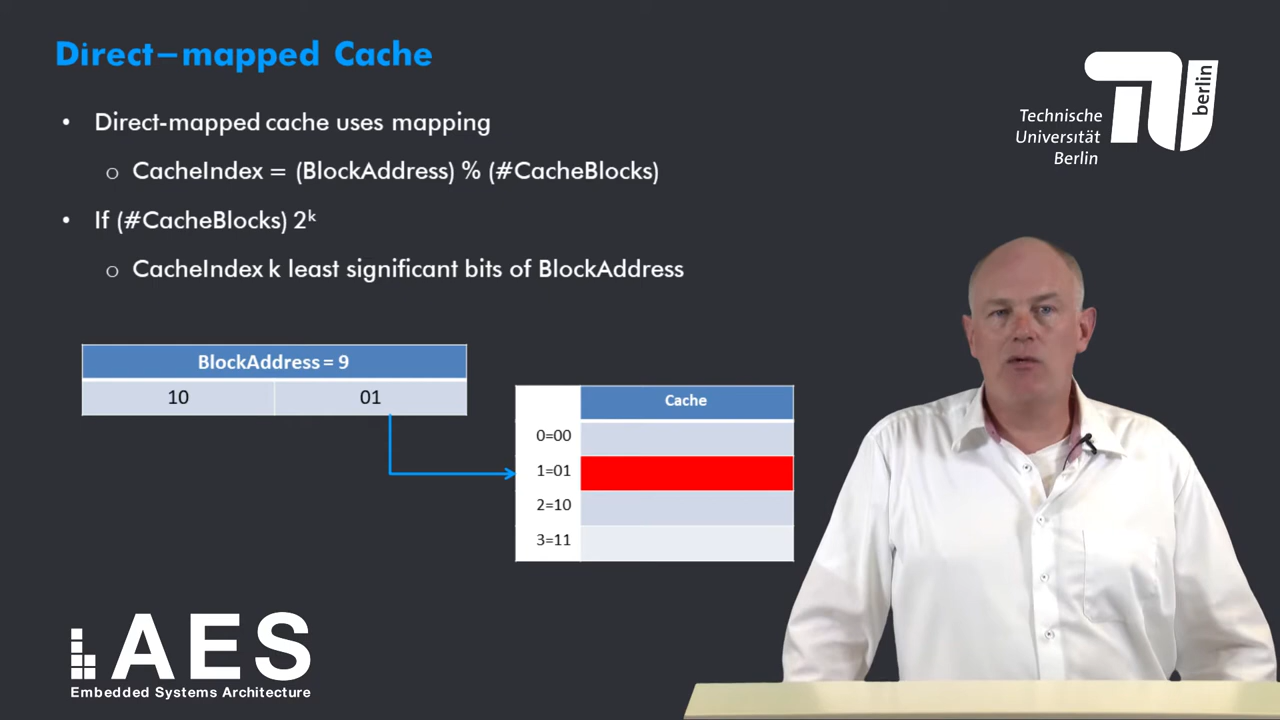 Direct–mapped Cache
• Direct-mapped cache uses mapping
o CacheIndex = (BlockAddress) % (#CacheBlocks)
• If (#CacheBlocks) 2ᵏ
o CacheIndex k least significant bits of BlockAddress
Technische
Universität
Berlin
berlin
BlockAddress = 9
10 01
Cache
0=00
1=01
2=10
3=11
AES
Embedded Systems Architecture